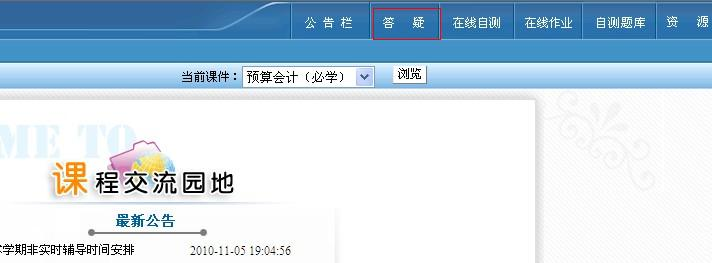 公告栏 答 疑 在线自测 在线作业 自测题库 资 源
当前课件： 预算会计（必学） 浏览
ME TO
课程交流园地
最新公告
学期非实时辅导时间安排 2010-11-05 19:04:56